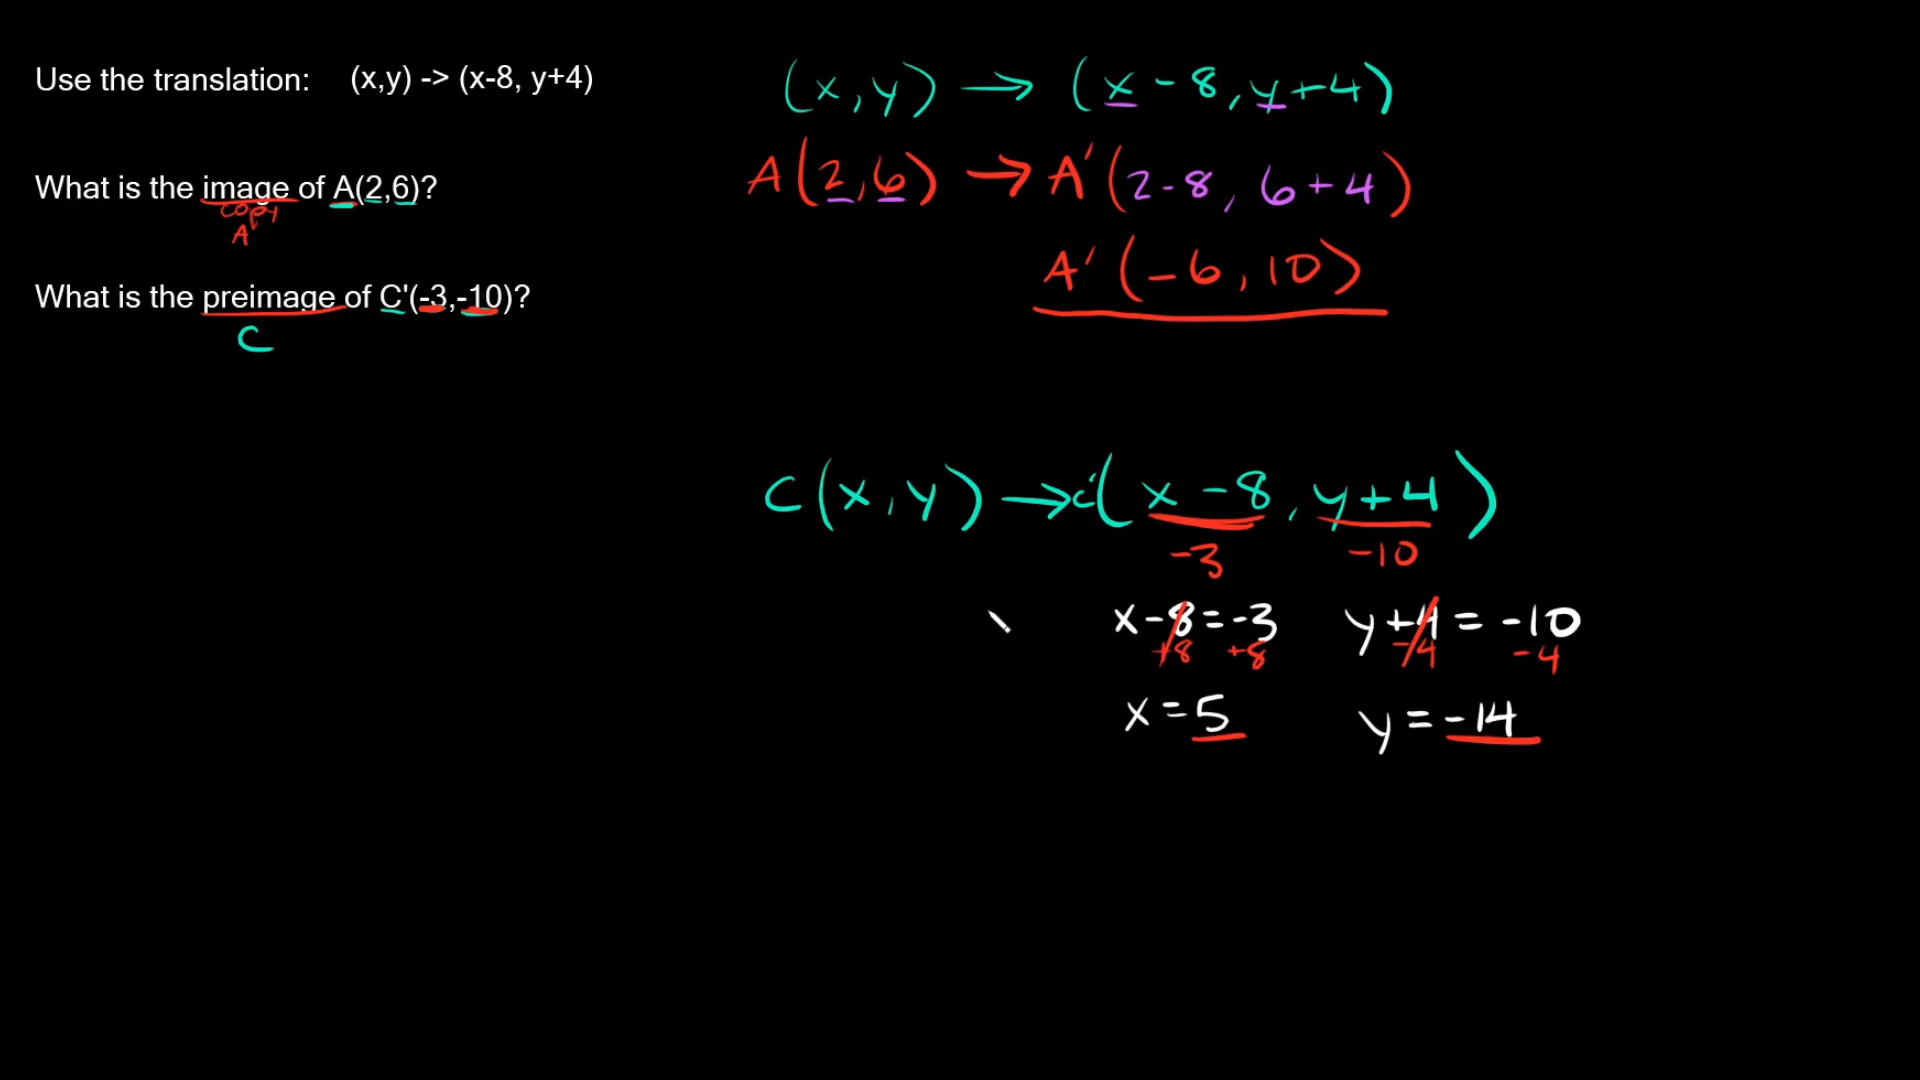 Use the translation: (x,y) -> (x-8, y+4)
What is the image of A(2,6)?
copy
A'
What is the preimage of C'(-3,-10)?
C
(x,y) → (x-8,y+4)
A(2,6) → A'(2-8, 6+4)
A'(-6,10)
C(x,y) → C'(x-8, y+4)
-3 -10
x-8=-3 y+4=-10
+8 +8 -4 -4
x=5 y=-14